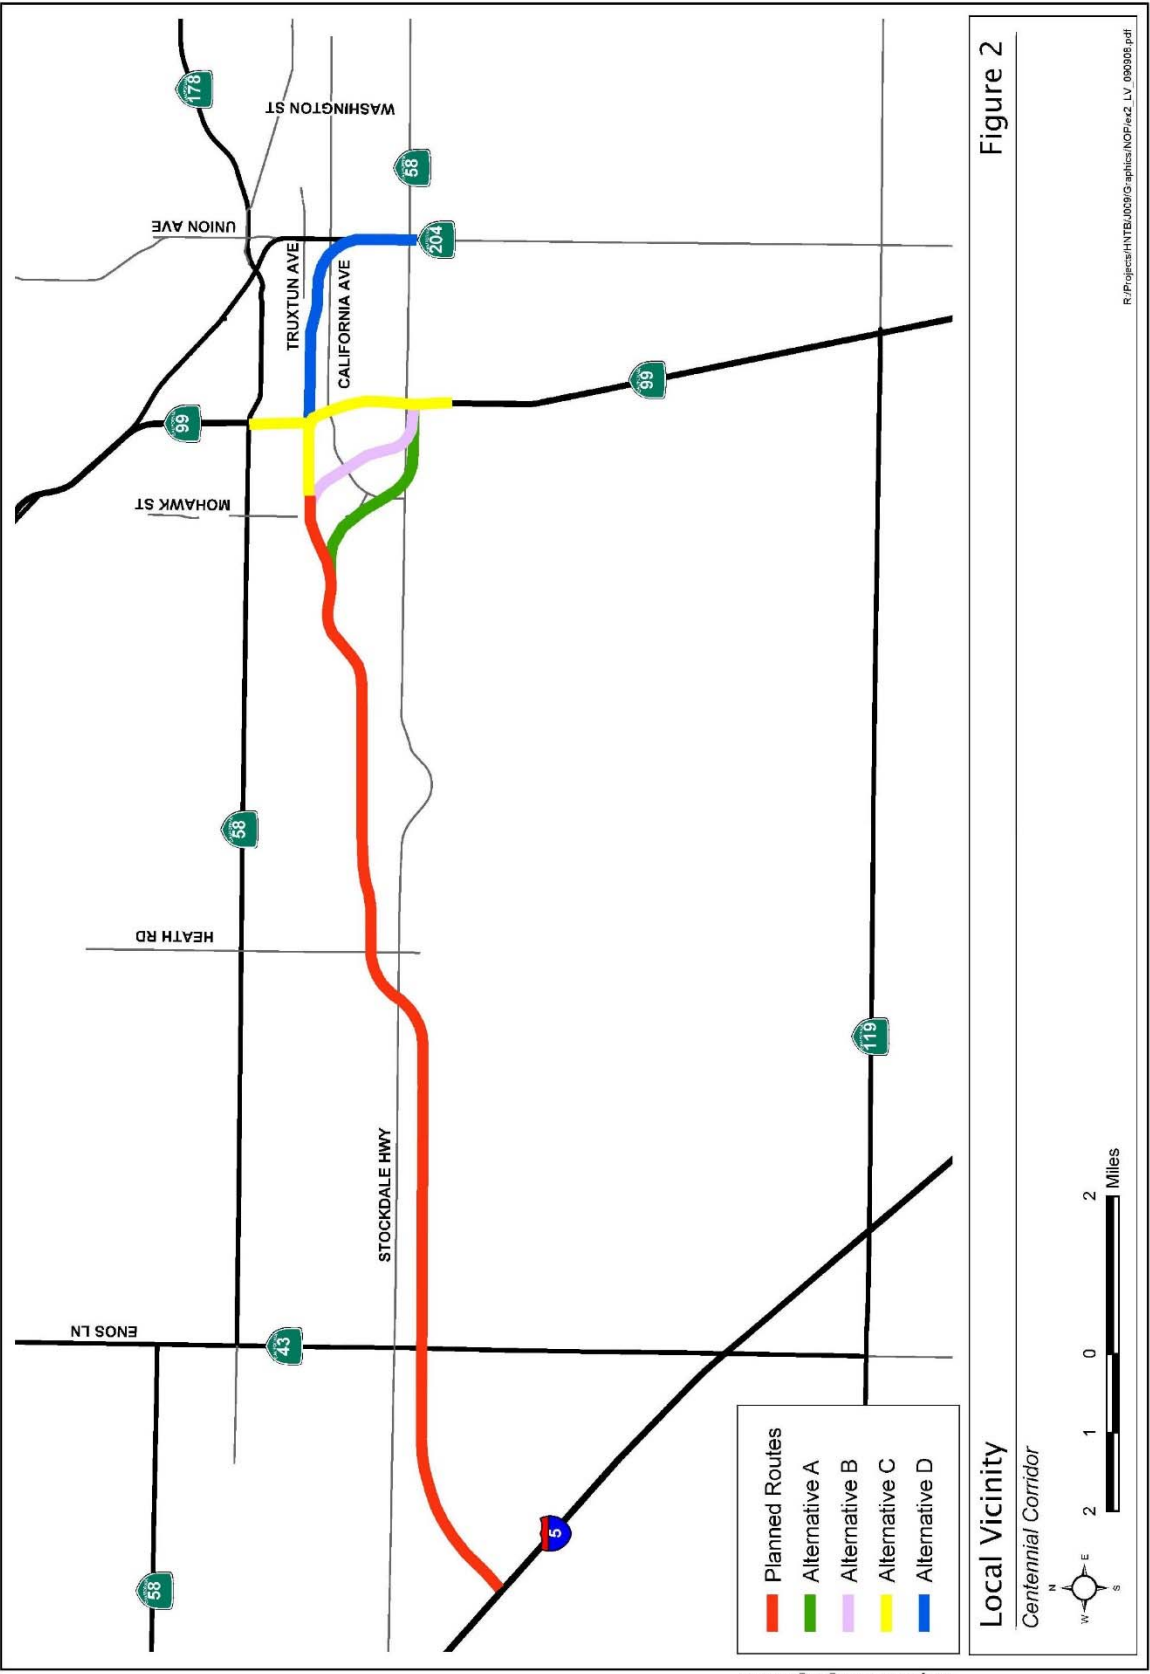 178
WASHINGTON ST
58
UNION AVE
204
TRUXTUN AVE
CALIFORNIA AVE
99
99
MOHAWK ST
58
HEATH RD
119
STOCKDALE HWY
ENOS LN
43
58
5
Planned Routes
Alternative A
Alternative B
Alternative C
Alternative D
Local Vicinity
Figure 2
Centennial Corridor
N
W
E
S
2 1 0 2
Miles
R:/Projects/HNTB/J009/Graphics/NOP/ex2_LV_090908.pdf